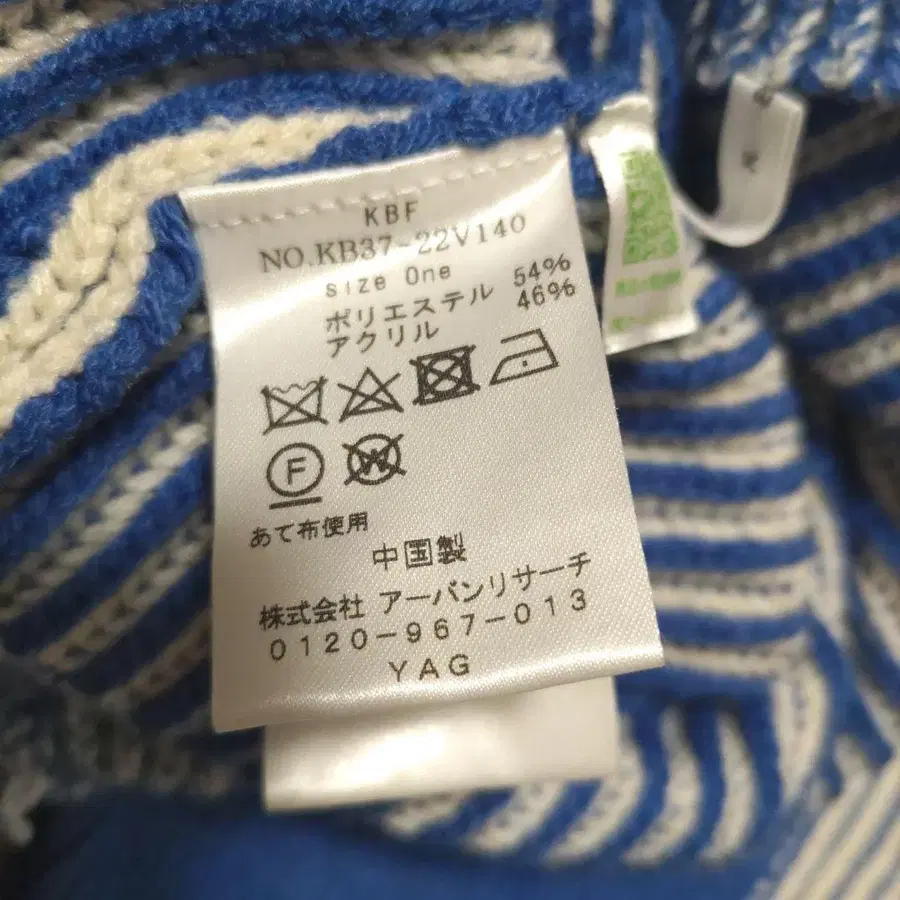 KBF
NO.KB37-22V140
size One
ポリエステル 54%
アクリル 46%
F
W
あて布使用
中国製
株式会社 アーバンリサーチ
0120-967-013
YAG